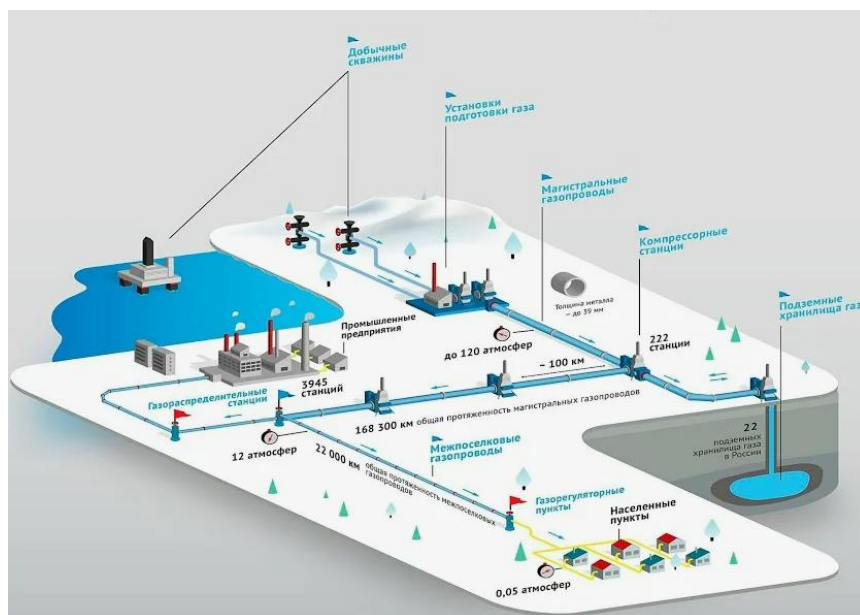 Добычные
скважины
Установки
подготовки газа
Магистральные
газопроводы
Компрессорные
станции
Толщина металла
– до 39 мм
Подземные
хранилища газ
Промышленные
предприятия
до 120 атмосфер
222
станции
~ 100 км
3945
станций
Газораспределительные
станции
168 300 км общая протяженность магистральных газопроводов
12 атмосфер
22 000 км общая протяженность межпоселковых
газопроводов
Межпоселковые
газопроводы
22
подземных
хранилища газа
в России
Газорегуляторные
пункты
Населенные
пункты
0,05 атмосфер